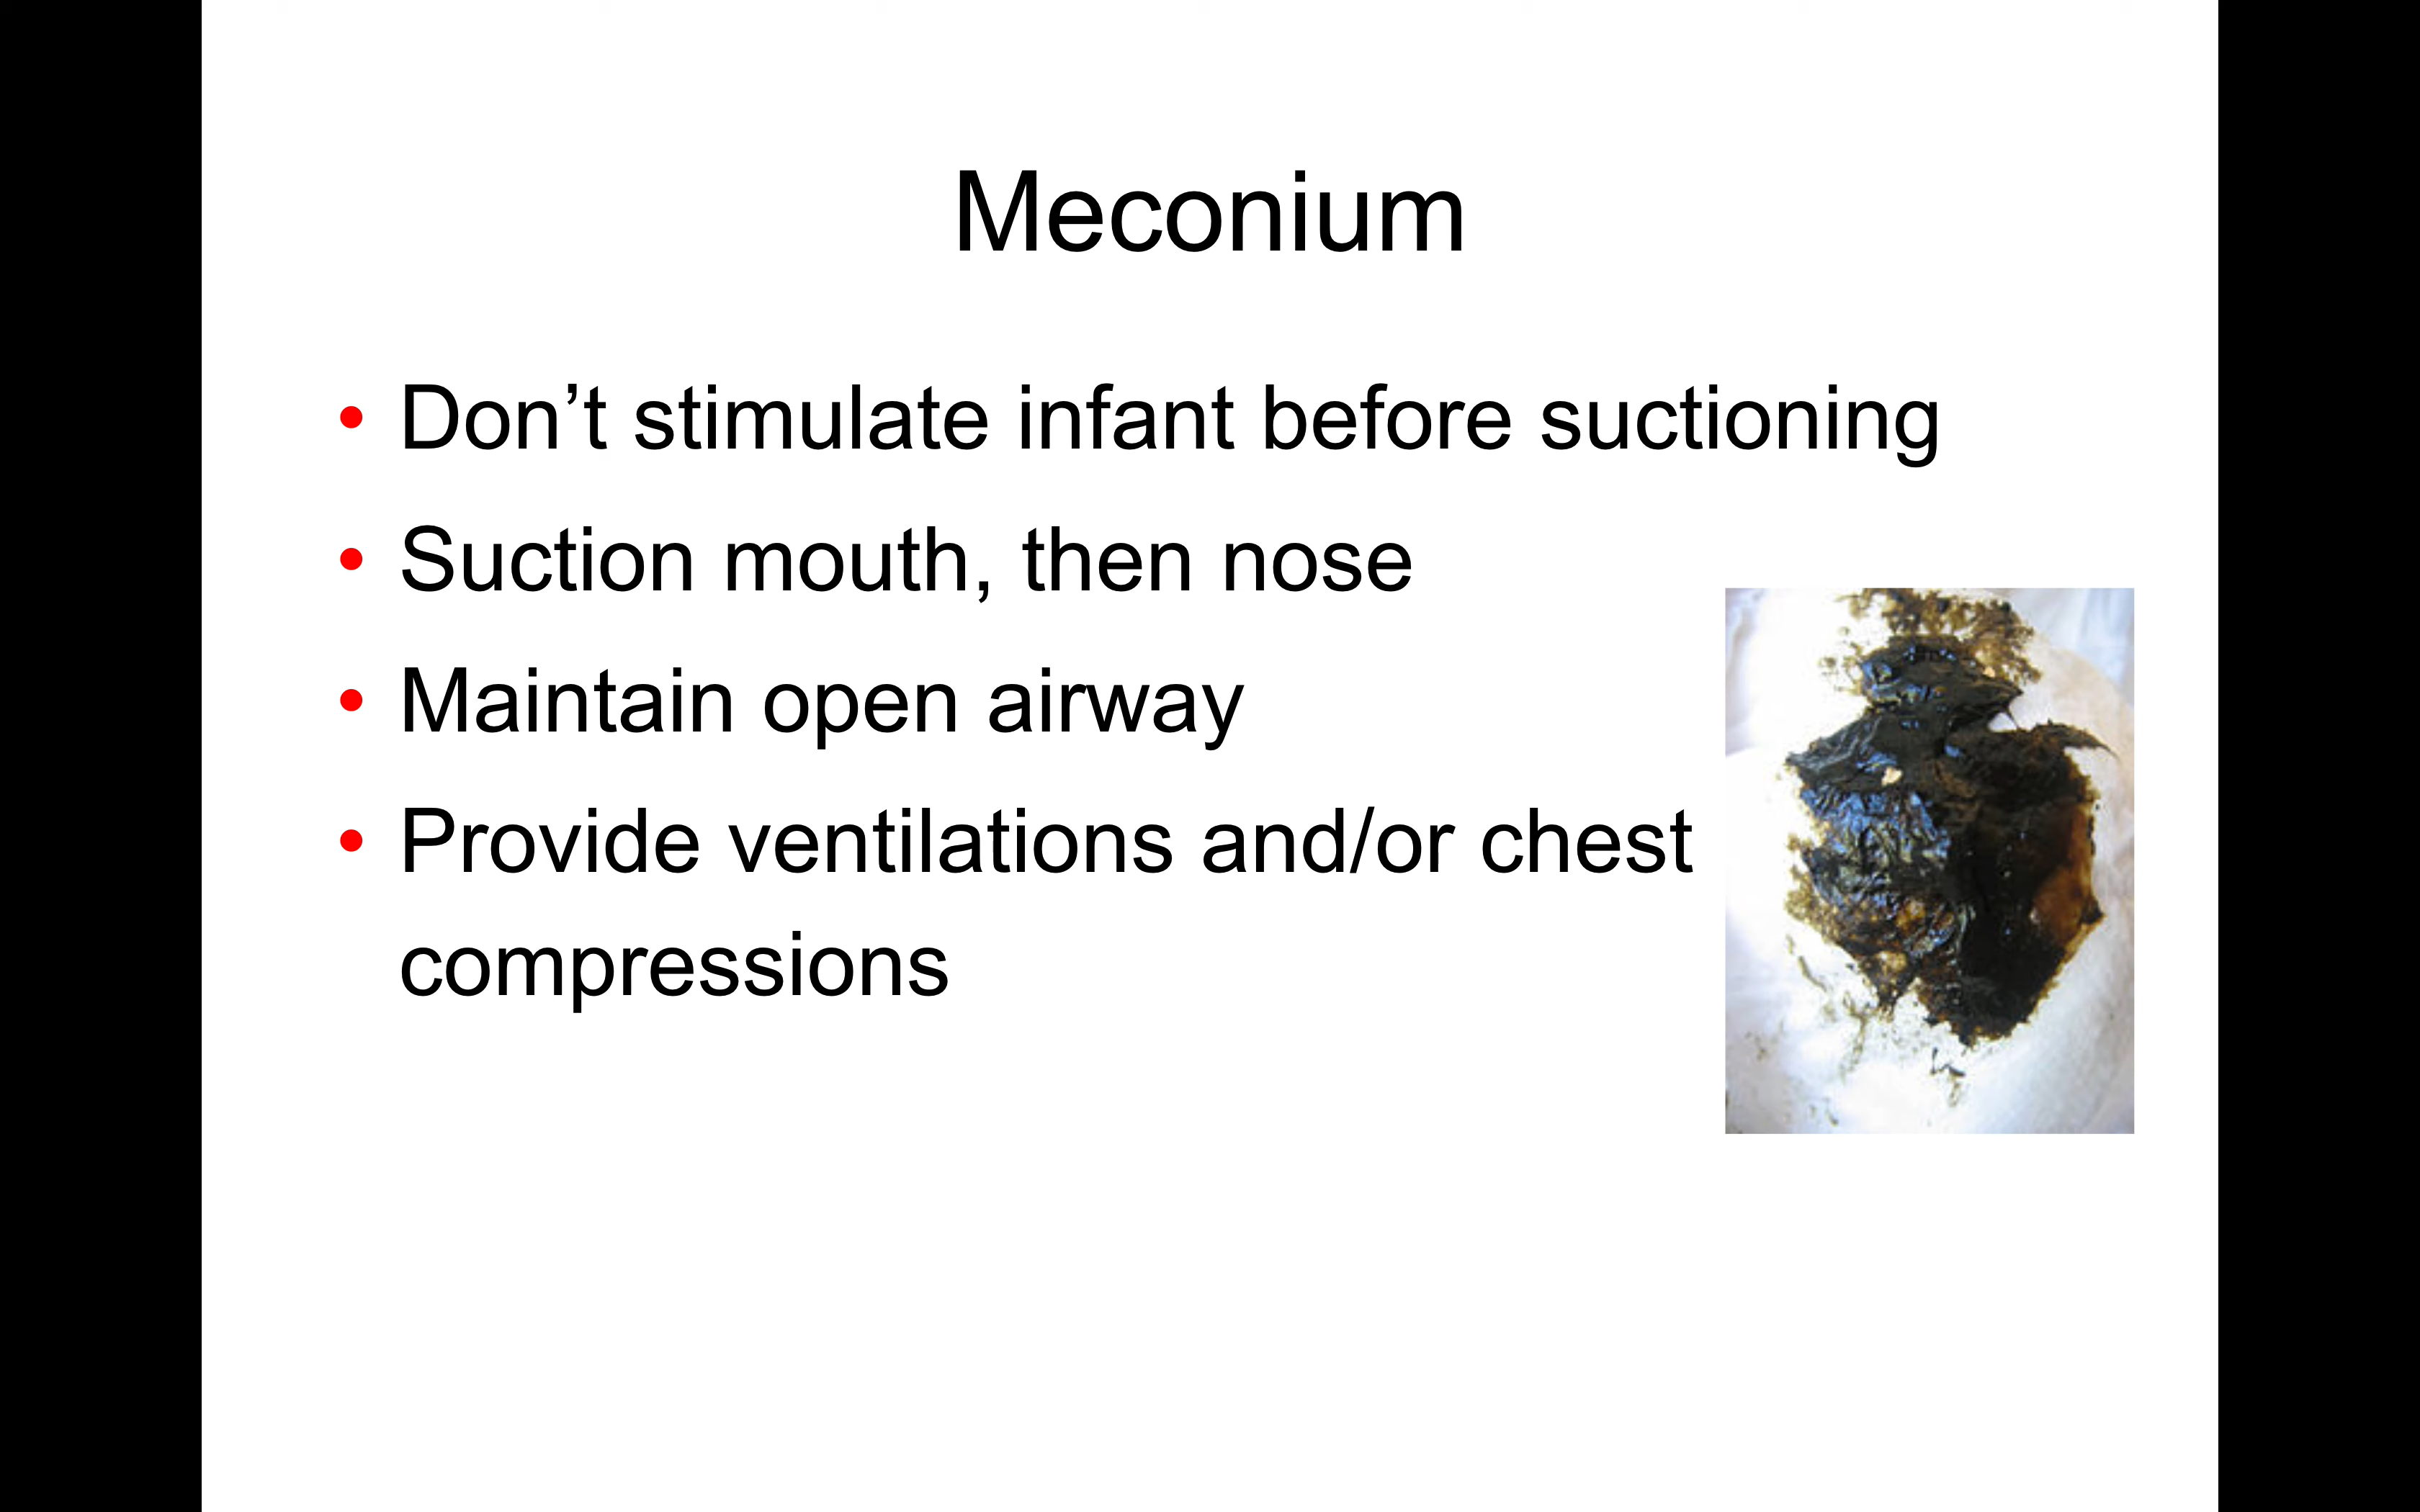 Meconium
• Don’t stimulate infant before suctioning
• Suction mouth, then nose
• Maintain open airway
• Provide ventilations and/or chest
compressions